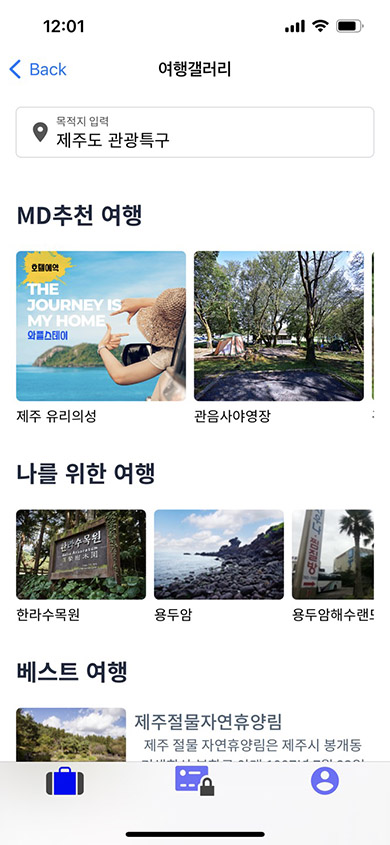 12:01
Back
여행갤러리
목적지 입력
제주도 관광특구
MD추천 여행
호텔예약
THE
JOURNEY IS
MY HOME
와플스테이
제주 유리의성
관음사야영장
나를 위한 여행
한라수목원
한라수목원
용두암
용두암해수랜드
베스트 여행
제주절물자연휴양림
제주 절물 자연휴양림은 제주시 봉개동